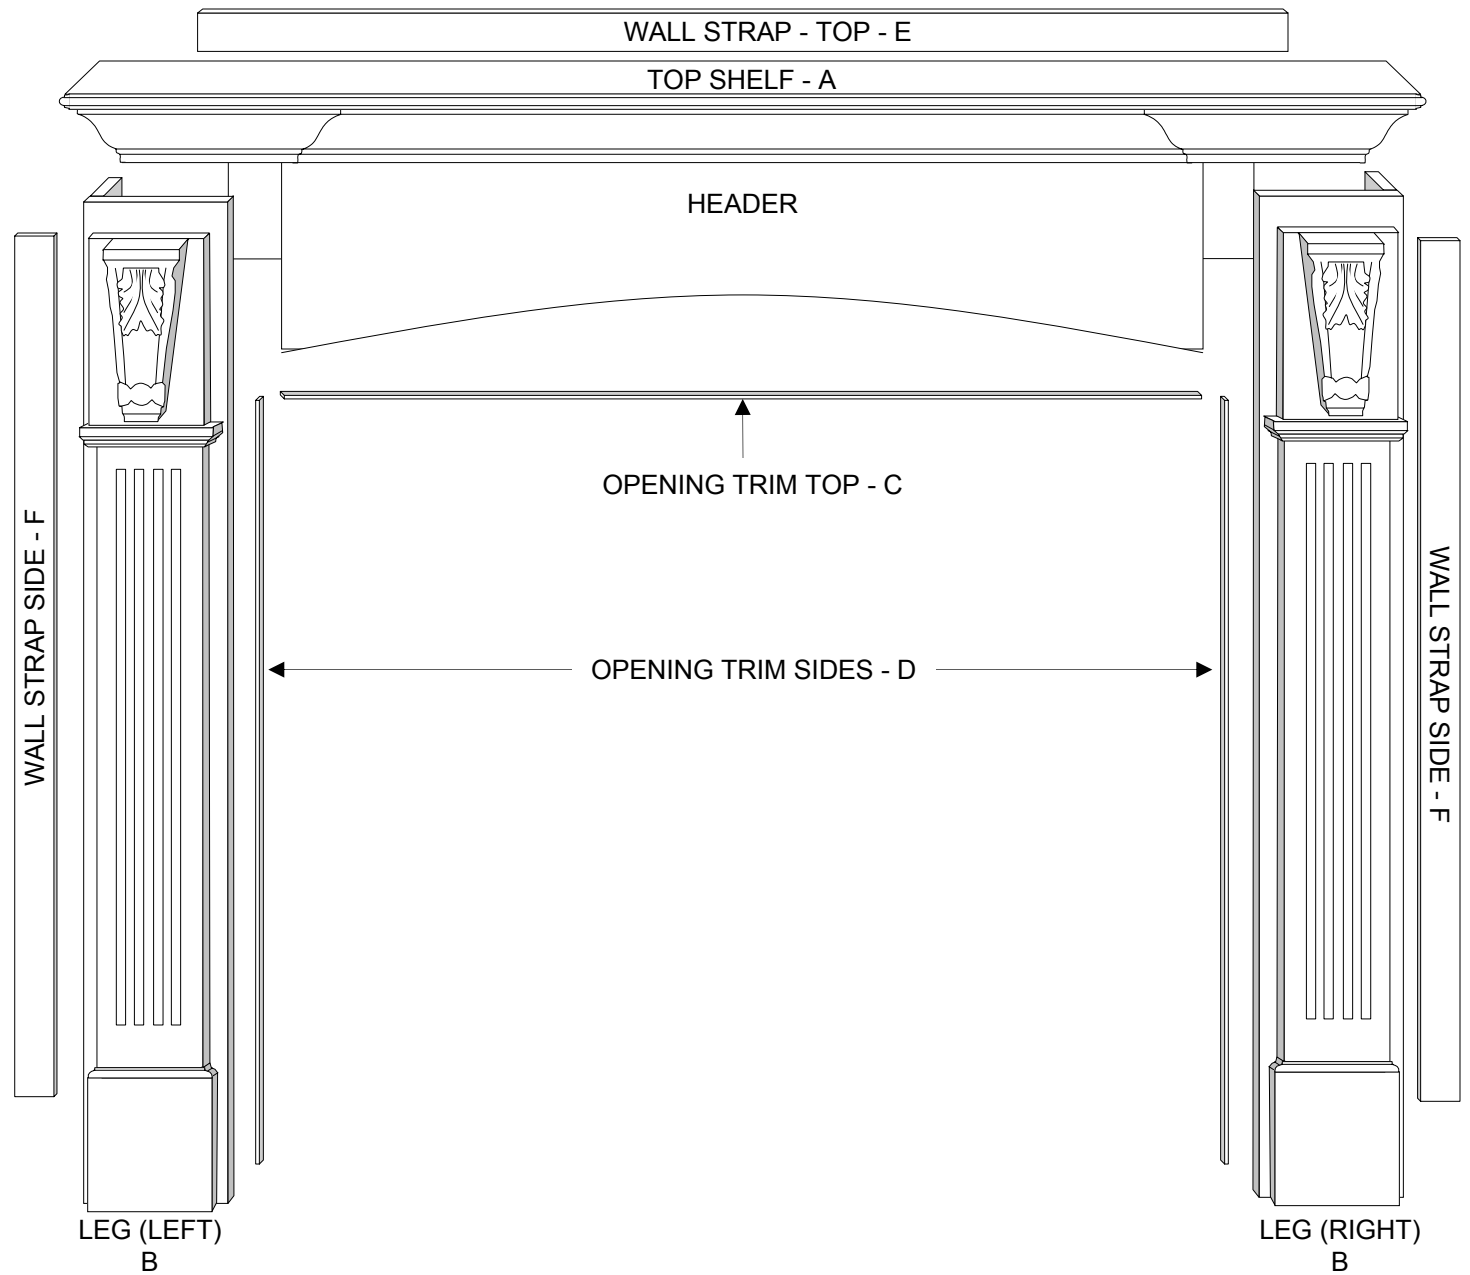 WALL STRAP - TOP - E
TOP SHELF - A
HEADER
OPENING TRIM TOP - C
WALL STRAP SIDE - F
WALL STRAP SIDE - F
OPENING TRIM SIDES - D
LEG (LEFT)
B
LEG (RIGHT)
B